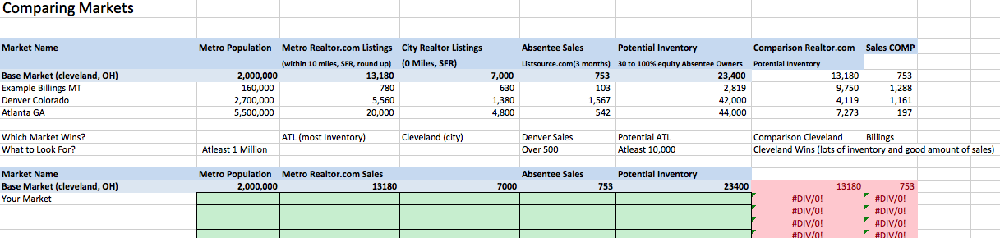 Comparing Markets
Market Name Metro Population Metro Realtor.com Listings City Realtor Listings Absentee Sales Potential Inventory Comparison Realtor.com Sales COMP
(within 10 miles, SFR, round up) (0 Miles, SFR) Listsource.com(3 months) 30 to 100% equity Absentee Owners Potential Inventory
Base Market (cleveland, OH) 2,000,000 13,180 7,000 753 23,400 13,180 753
Example Billings MT 160,000 780 630 103 2,819 9,750 1,288
Denver Colorado 2,700,000 5,560 1,380 1,567 42,000 4,119 1,161
Atlanta GA 5,500,000 20,000 4,800 542 44,000 7,273 197
Which Market Wins? ATL (most Inventory) Cleveland (city) Denver Sales Potential ATL Comparison Cleveland Billings
What to Look For? Atleast 1 Million Over 500 Atleast 10,000 Cleveland Wins (lots of inventory and good amount of sales)
Market Name Metro Population Metro Realtor.com Sales Absentee Sales Potential Inventory
Base Market (cleveland, OH) 2,000,000 13180 7000 753 23400 13180 753
Your Market #DIV/0! #DIV/0!
#DIV/0! #DIV/0!
#DIV/0! #DIV/0!
#DIV/0! #DIV/0!